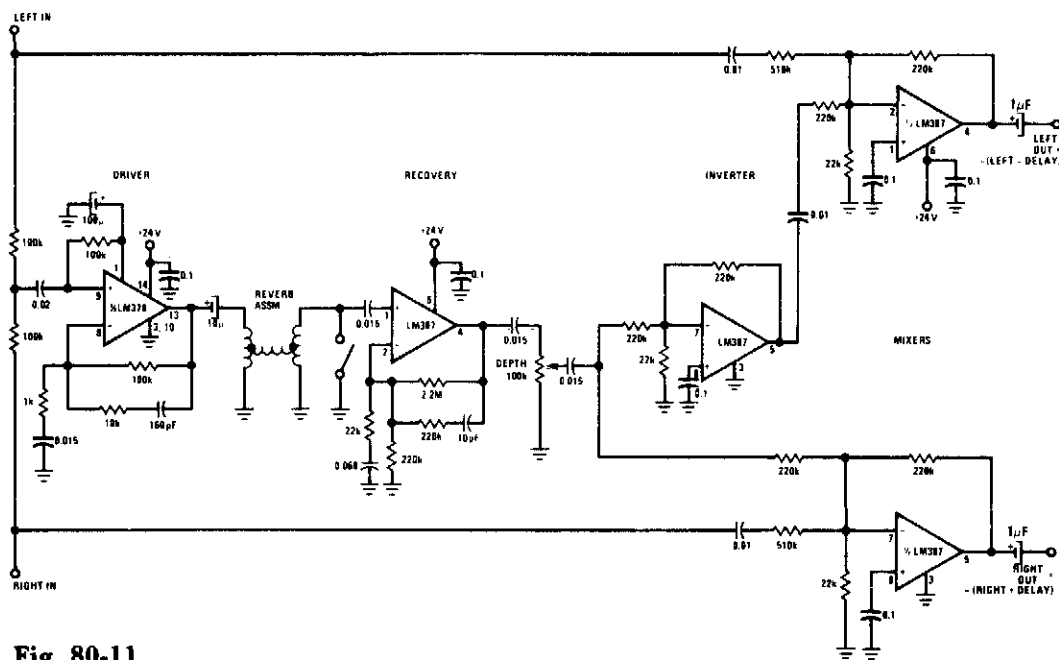 LEFT IN
0.01
510k
220k
220k
2
1
½ LM387
4
6
1µF
+
LEFT
OUT
-(LEFT - DELAY)
22k
0.1
0.1
+24V
DRIVER
RECOVERY
INVERTER
100µ
+
100k
100k
1
+24V
14
0.1
0.02
9
8
½LM378
13
3, 10
+
REVERB
ASSM
100k
1k
10k
0.015
+24V
5
0.1
0.015
1
2
LM387
4
0.015
DEPTH
100k
0.015
2.2M
22k
220k
10pF
0.068
220k
220k
220k
22k
7
LM387
5
3
0.1
0.01
MIXERS
220k
220k
0.01
510k
7
8
½ LM387
5
3
22k
0.1
1µF
+
RIGHT
OUT
-(RIGHT + DELAY)
RIGHT IN
Fig. 80-11